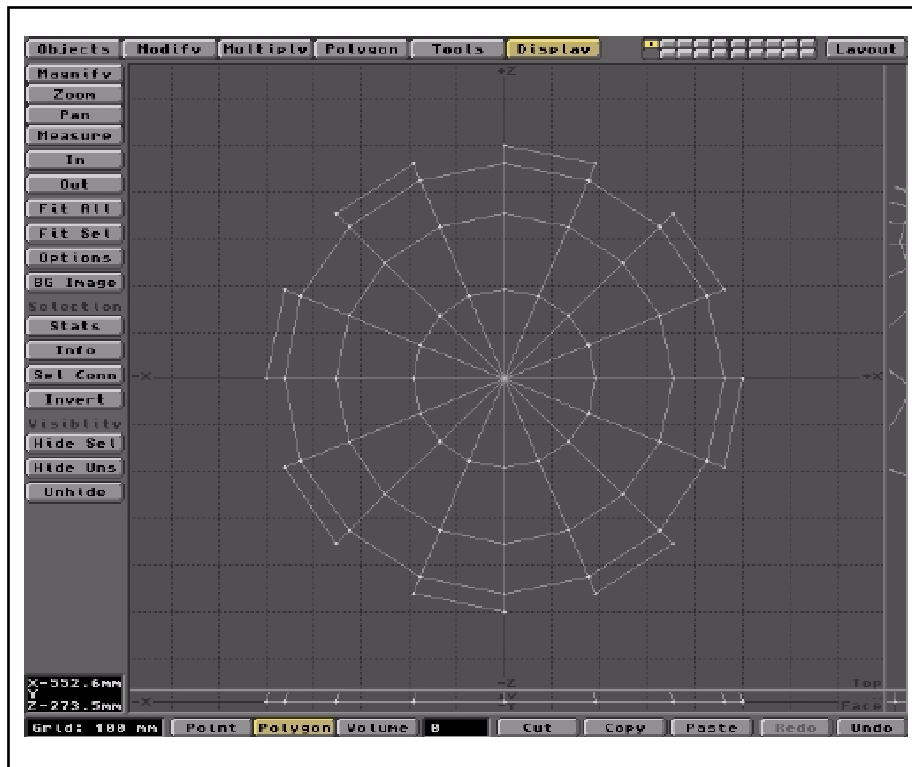 Objects Modify Multiply Polygon Tools Display 1 Layout
Magnify
Zoom
Pan
Measure
In
Out
Fit All
Fit Sel
Options
BG Image
Selection
Stats
Info
Sel Conn
Invert
Visiblity
Hide Sel
Hide Uns
Unhide
+Z
-X +X
-Z Top
X-552.6mm
Y
Z-273.5mm
-X -Y Face
Grid: 100 mm Point Polygon Volume 0 Cut Copy Paste Redo Undo